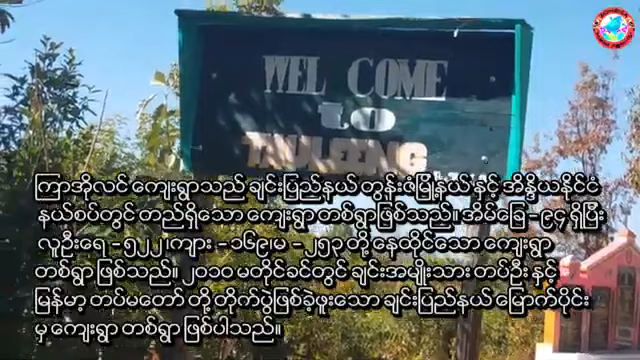 WEL COME
to
TAULEENG
ကြာအိုလင် ကျေးရွာသည် ချင်းပြည်နယ် တွန်းဇံမြို့နယ် နှင့် အိန္ဒိယနိုင်ငံ
နယ်စပ်တွင် တည်ရှိသော ကျေးရွာ တစ်ရွာဖြစ်သည်။ အိမ်ခြေ - ၉၄ ရှိပြီး
လူဦးရေ - ၅၂၂၊ ကျား - ၁၆၉၊ မ - ၂၅၃ တို့ နေထိုင်သော ကျေးရွာ
တစ်ရွာ ဖြစ်သည်။ ၂၀၁၀ မတိုင်ခင်တွင် ချင်းအမျိုးသား တပ်ဦး နှင့်
မြန်မာ့ တပ်မတော် တို့ တိုက်ပွဲဖြစ်ခဲ့ဖူးသော ချင်းပြည်နယ် မြောက်ပိုင်း
မှ ကျေးရွာ တစ်ရွာ ဖြစ်ပါသည်။